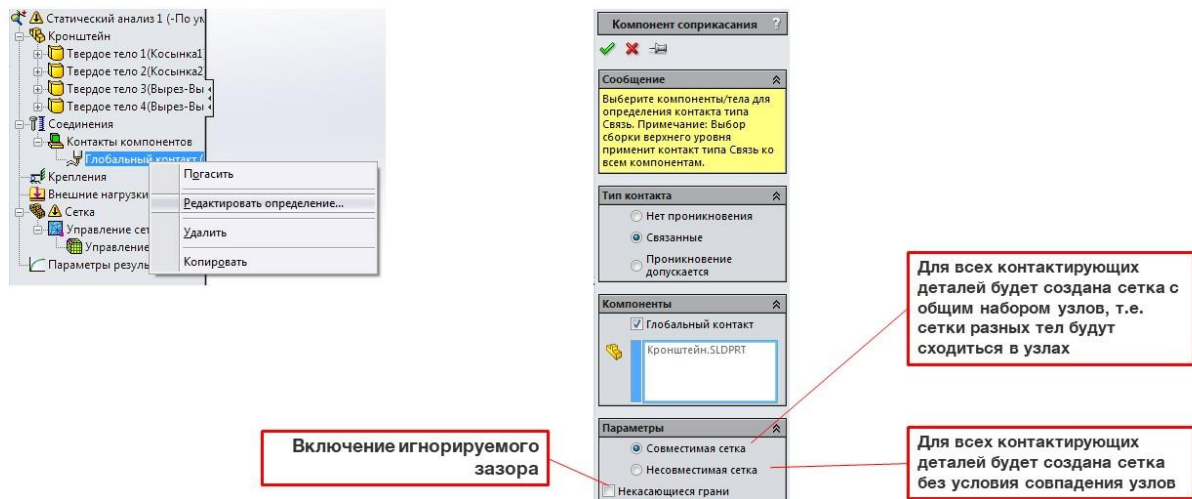 Статический анализ 1 (-По ум
Кронштейн
Твердое тело 1(Косынка1
Твердое тело 2(Косынка2
Твердое тело 3(Вырез-Вы
Твердое тело 4(Вырез-Вы
Соединения
Контакты компонентов
Глобальный контакт (
Крепления
Внешние нагрузки
Сетка
Управление сет
Управление
Параметры резуль
Погасить
Редактировать определение...
Удалить
Копировать
Компонент соприкасания ?
Сообщение
Выберите компоненты/тела для
определения контакта типа
Связь. Примечание: Выбор
сборки верхнего уровня
применит контакт типа Связь ко
всем компонентам.
Тип контакта
Нет проникновения
Связанные
Проникновение
допускается
Компоненты
Глобальный контакт
Кронштейн.SLDPRT
Параметры
Совместимая сетка
Несовместимая сетка
Некасающиеся грани
Включение игнорируемого
зазора
Для всех контактирующих
деталей будет создана сетка с
общим набором узлов, т.е.
сетки разных тел будут
сходиться в узлах
Для всех контактирующих
деталей будет создана сетка
без условия совпадения узлов